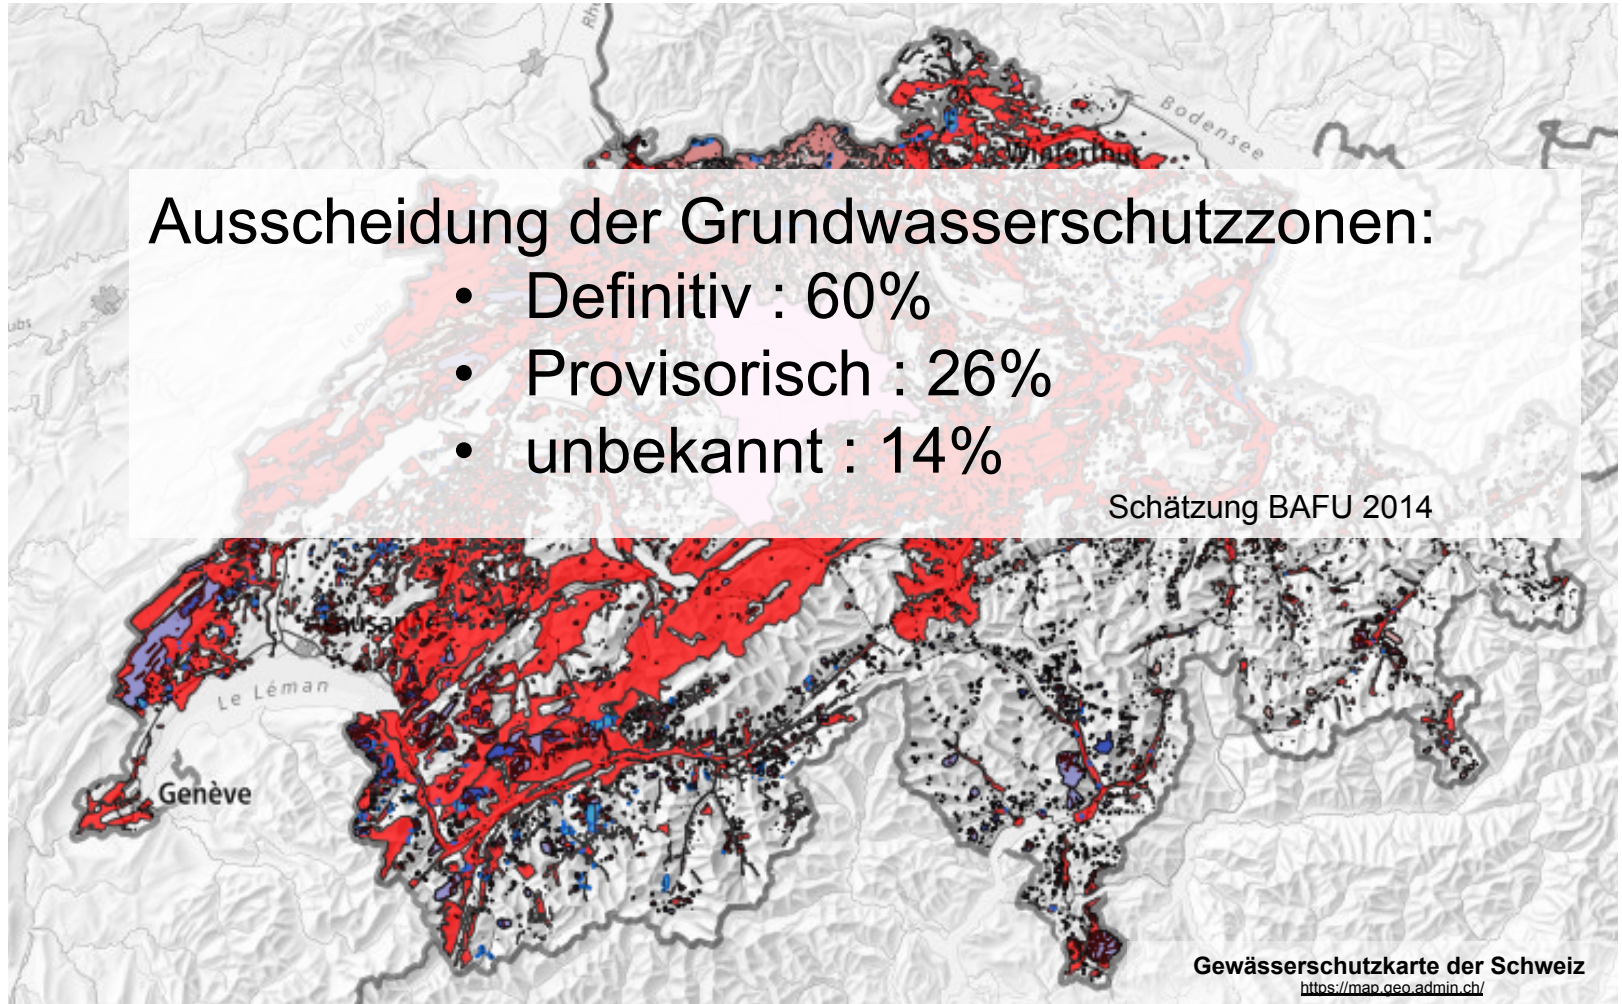 Bodensee
Winterthur
Ausscheidung der Grundwasserschutzzonen:
• Definitiv : 60%
• Provisorisch : 26%
• unbekannt : 14%
Schätzung BAFU 2014
Lausanne
Le Léman
Genève
Gewässerschutzkarte der Schweiz
https://map.geo.admin.ch/